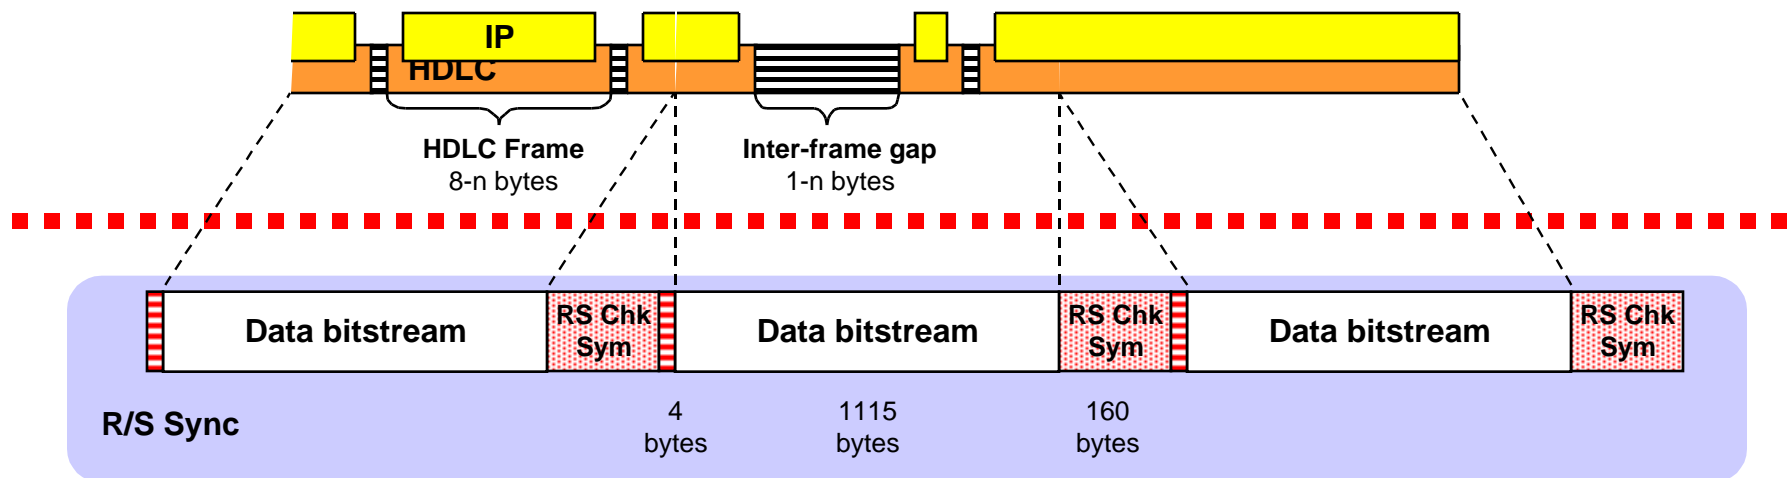 IP
HDLC
HDLC Frame
8-n bytes
Inter-frame gap
1-n bytes
Data bitstream
RS Chk
Sym
Data bitstream
RS Chk
Sym
Data bitstream
RS Chk
Sym
R/S Sync
4
bytes
1115
bytes
160
bytes